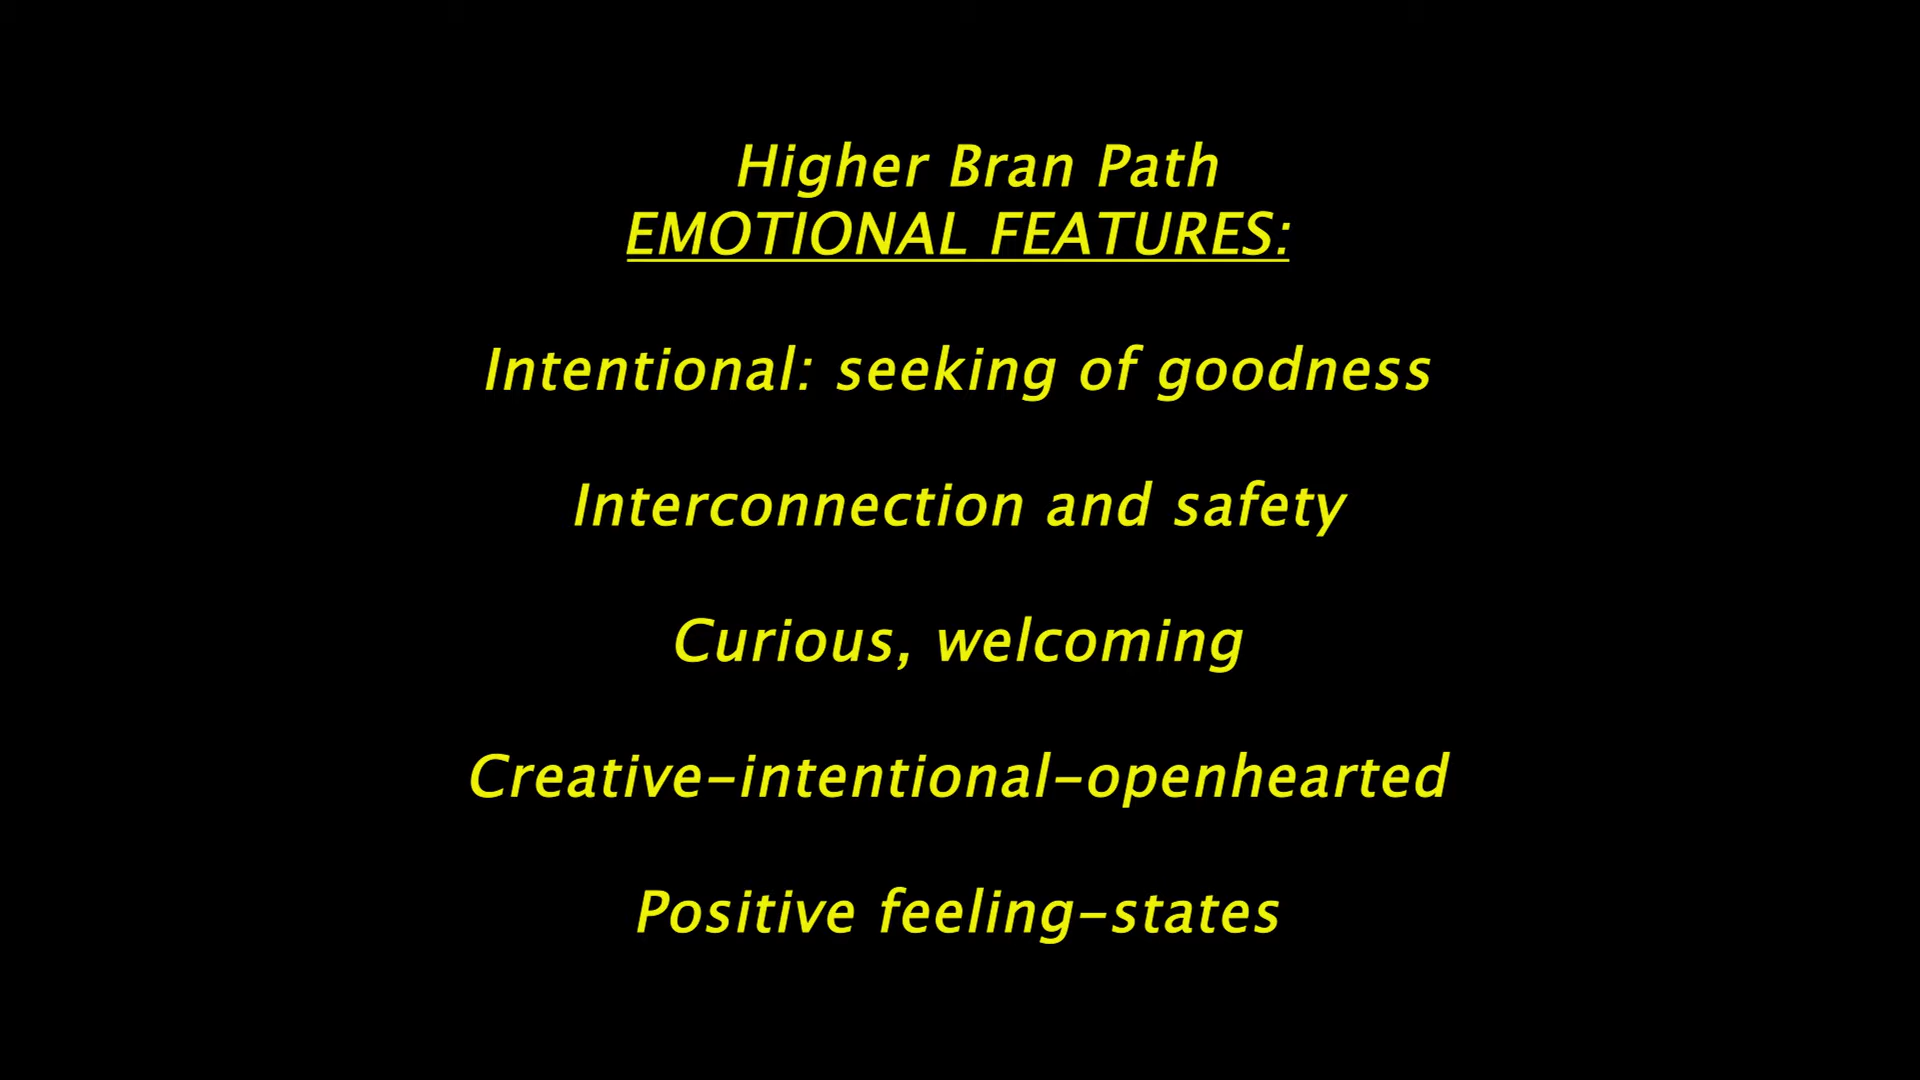 Higher Bran Path
EMOTIONAL FEATURES:
Intentional: seeking of goodness
Interconnection and safety
Curious, welcoming
Creative-intentional-openhearted
Positive feeling-states